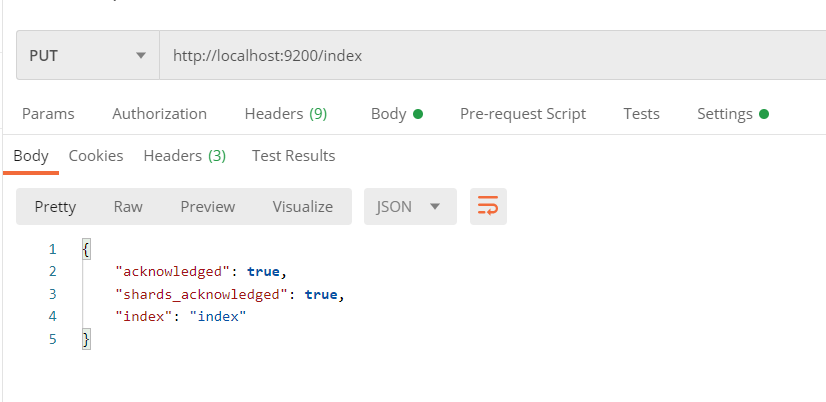 PUT http://localhost:9200/index
Params Authorization Headers (9) Body Pre-request Script Tests Settings
Body Cookies Headers (3) Test Results
Pretty Raw Preview Visualize JSON
1 {
2 "acknowledged": true,
3 "shards_acknowledged": true,
4 "index": "index"
5 }